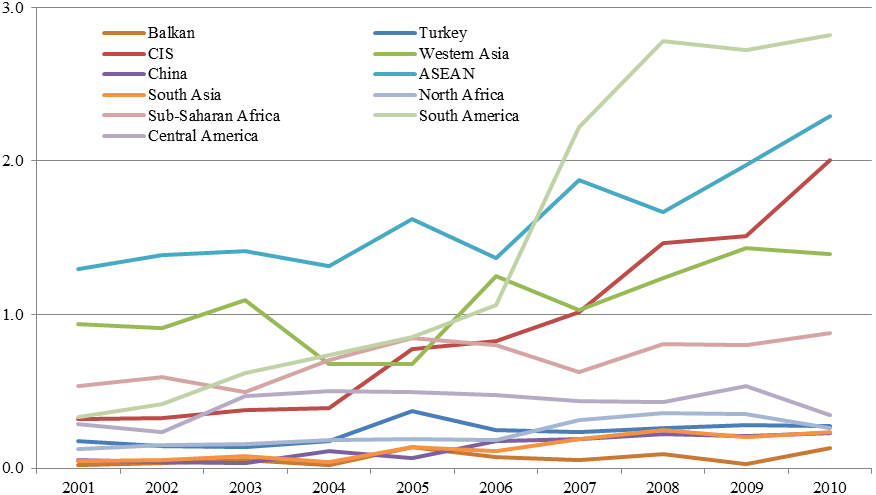 3.0
Balkan Turkey
CIS Western Asia
China ASEAN
South Asia North Africa
Sub-Saharan Africa South America
Central America
2.0
1.0
0.0
2001 2002 2003 2004 2005 2006 2007 2008 2009 2010